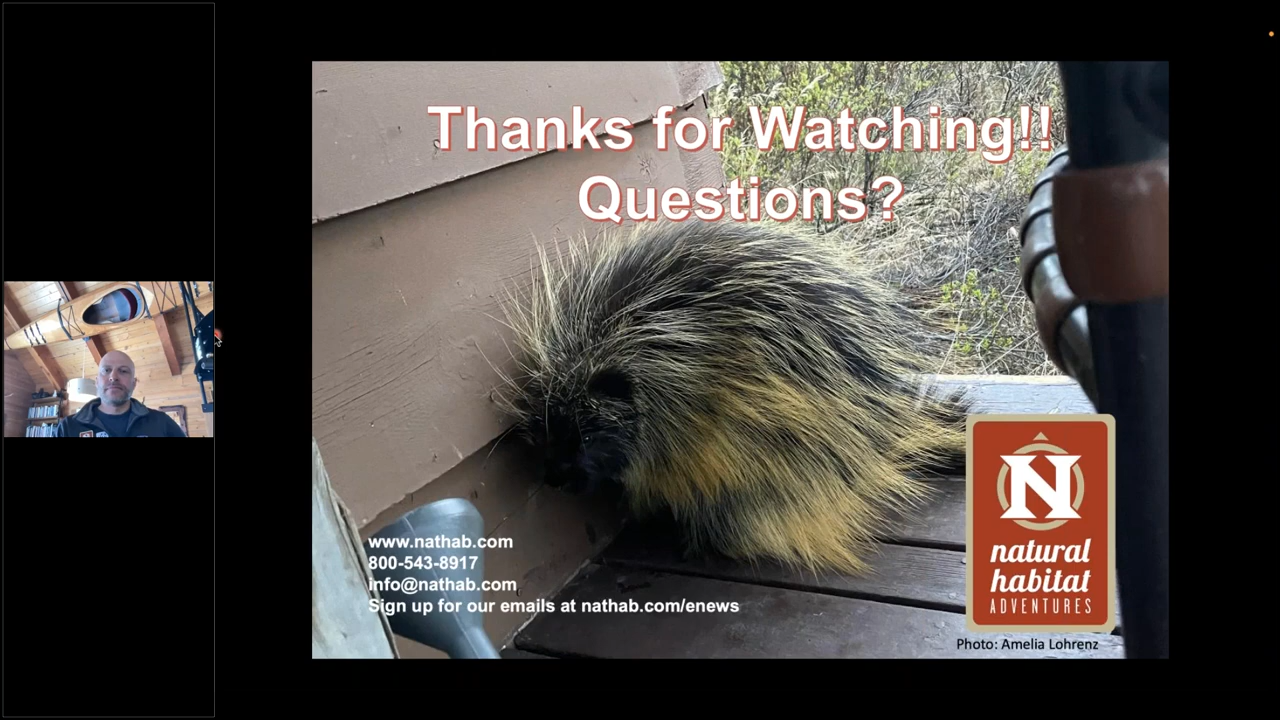 Thanks for Watching!!
Questions?
www.nathab.com
800-543-8917
info@nathab.com
Sign up for our emails at nathab.com/enews
N
natural
habitat
ADVENTURES
Photo: Amelia Lohrenz